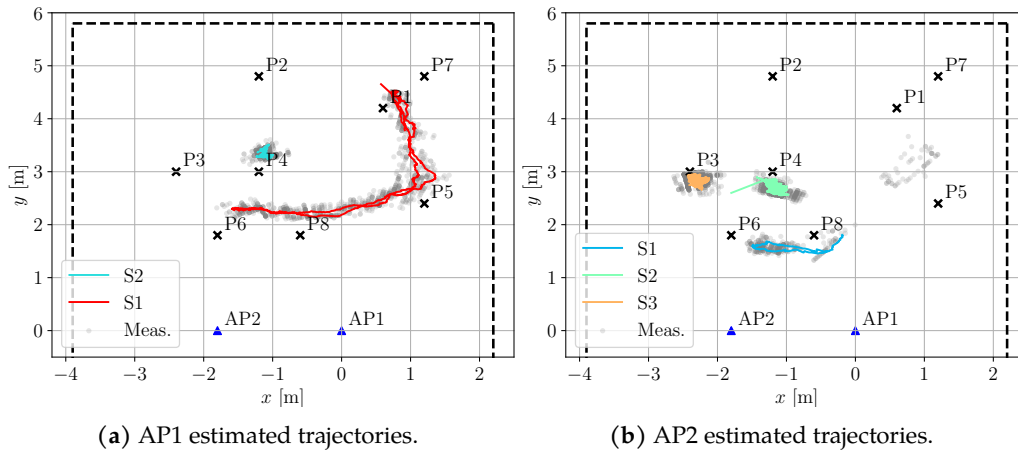 6
5
4
3
2
1
0
y [m]
P2
P7
P1
P3
P4
P5
P6
P8
AP2
AP1
S2
S1
Meas.
−4
−3
−2
−1
0
1
2
x [m]
(a) AP1 estimated trajectories.
6
5
4
3
2
1
0
y [m]
P2
P7
P1
P3
P4
P5
P6
P8
AP2
AP1
S1
S2
S3
Meas.
−4
−3
−2
−1
0
1
2
x [m]
(b) AP2 estimated trajectories.